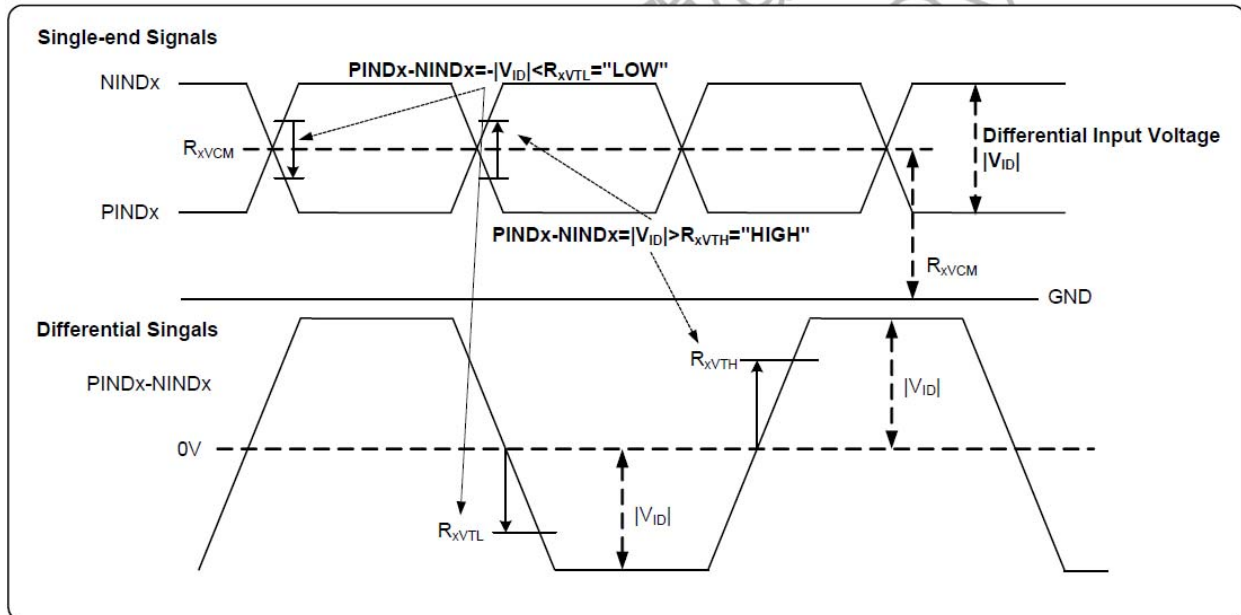 Single-end Signals
NINDx
PINDx-NINDx=-|VID|<RxVTL="LOW"
RxVCM
Differential Input Voltage
|VID|
PINDx
PINDx-NINDx=|VID|>RxVTH="HIGH"
RxVCM
GND
Differential Singals
RxVTH
PINDx-NINDx
|VID|
0V
|VID|
RxVTL